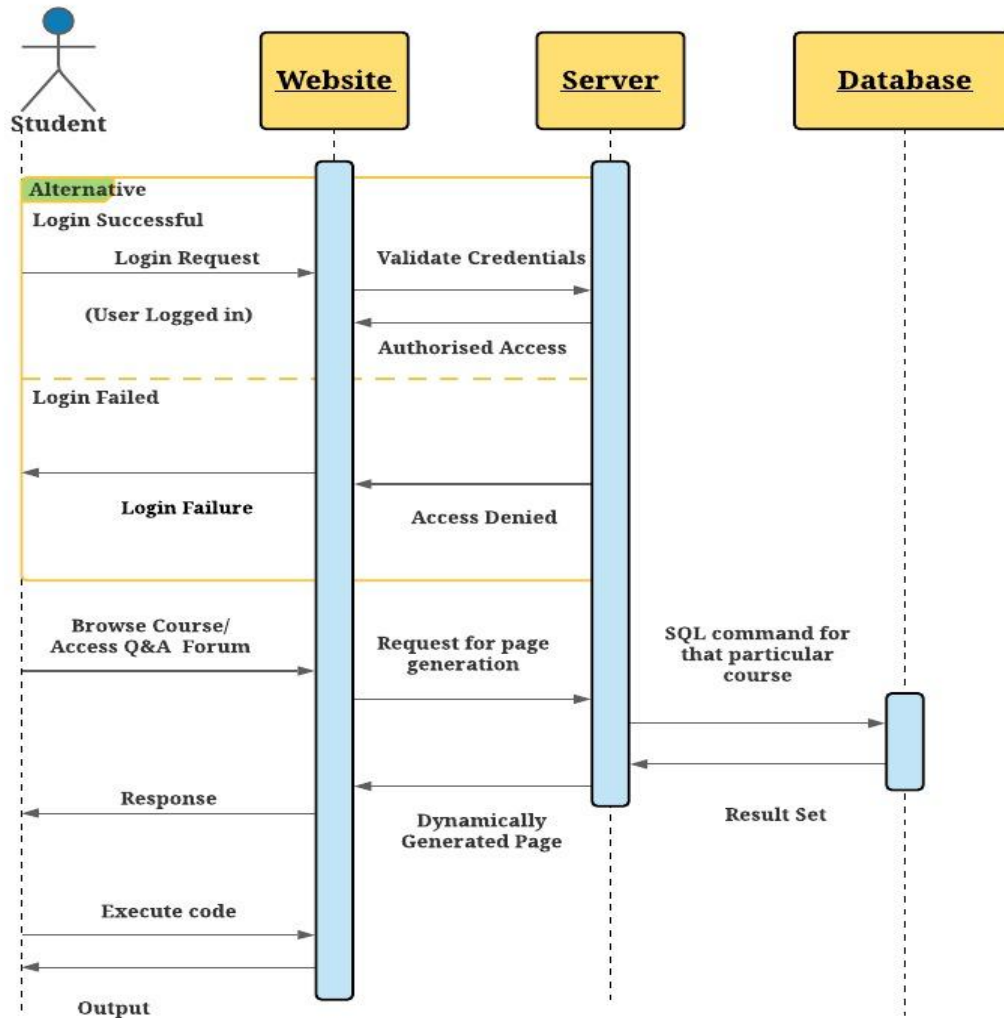 Student
Website
Server
Database
Alternative
Login Successful
Login Request
Validate Credentials
(User Logged in)
Authorised Access
Login Failed
Login Failure
Access Denied
Browse Course/
Access Q&A Forum
Request for page
generation
SQL command for
that particular
course
Response
Dynamically
Generated Page
Result Set
Execute code
Output